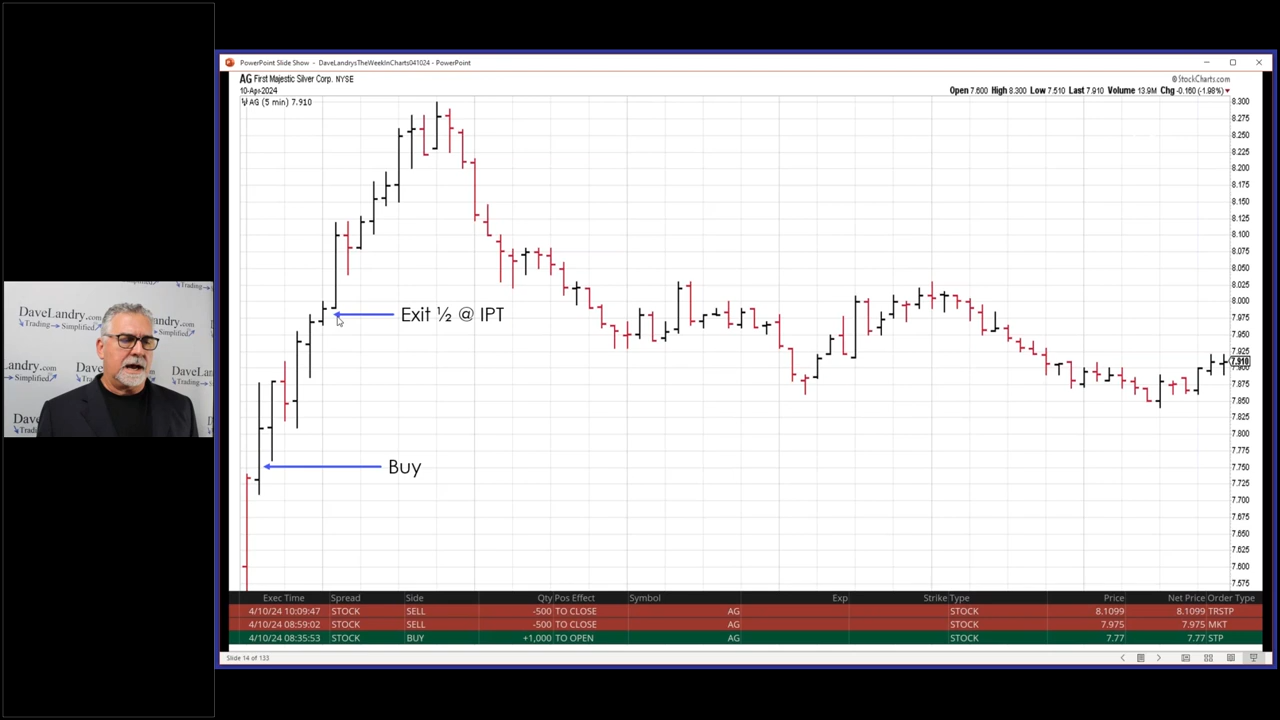 PowerPoint Slide Show - DaveLandrysTheWeekInCharts041024 - PowerPoint
AG First Majestic Silver Corp. NYSE
© StockCharts.com
10-Apr-2024
Open 7.600 High 8.300 Low 7.510 Last 7.910 Volume 13.9M Chg -0.160 (-1.98%)
AG (5 min) 7.910
8.300
8.275
8.250
8.225
8.200
8.175
8.150
8.125
8.100
8.075
8.050
8.025
8.000
7.975
7.950
7.925
7.910
7.900
7.875
7.850
7.825
7.800
7.775
7.750
7.725
7.700
7.675
7.650
7.625
7.600
7.575
Exit ½ @ IPT
Buy
DaveLandry.com
Trading Simplified
Exec Time Spread Side Qty Pos Effect Symbol Exp Strike Type Price Net Price Order Type
4/10/24 10:09:47 STOCK SELL -500 TO CLOSE AG STOCK 8.1099 8.1099 TRSTP
4/10/24 08:59:02 STOCK SELL -500 TO CLOSE AG STOCK 7.975 7.975 MKT
4/10/24 08:35:53 STOCK BUY +1,000 TO OPEN AG STOCK 7.77 7.77 STP
Slide 14 of 133